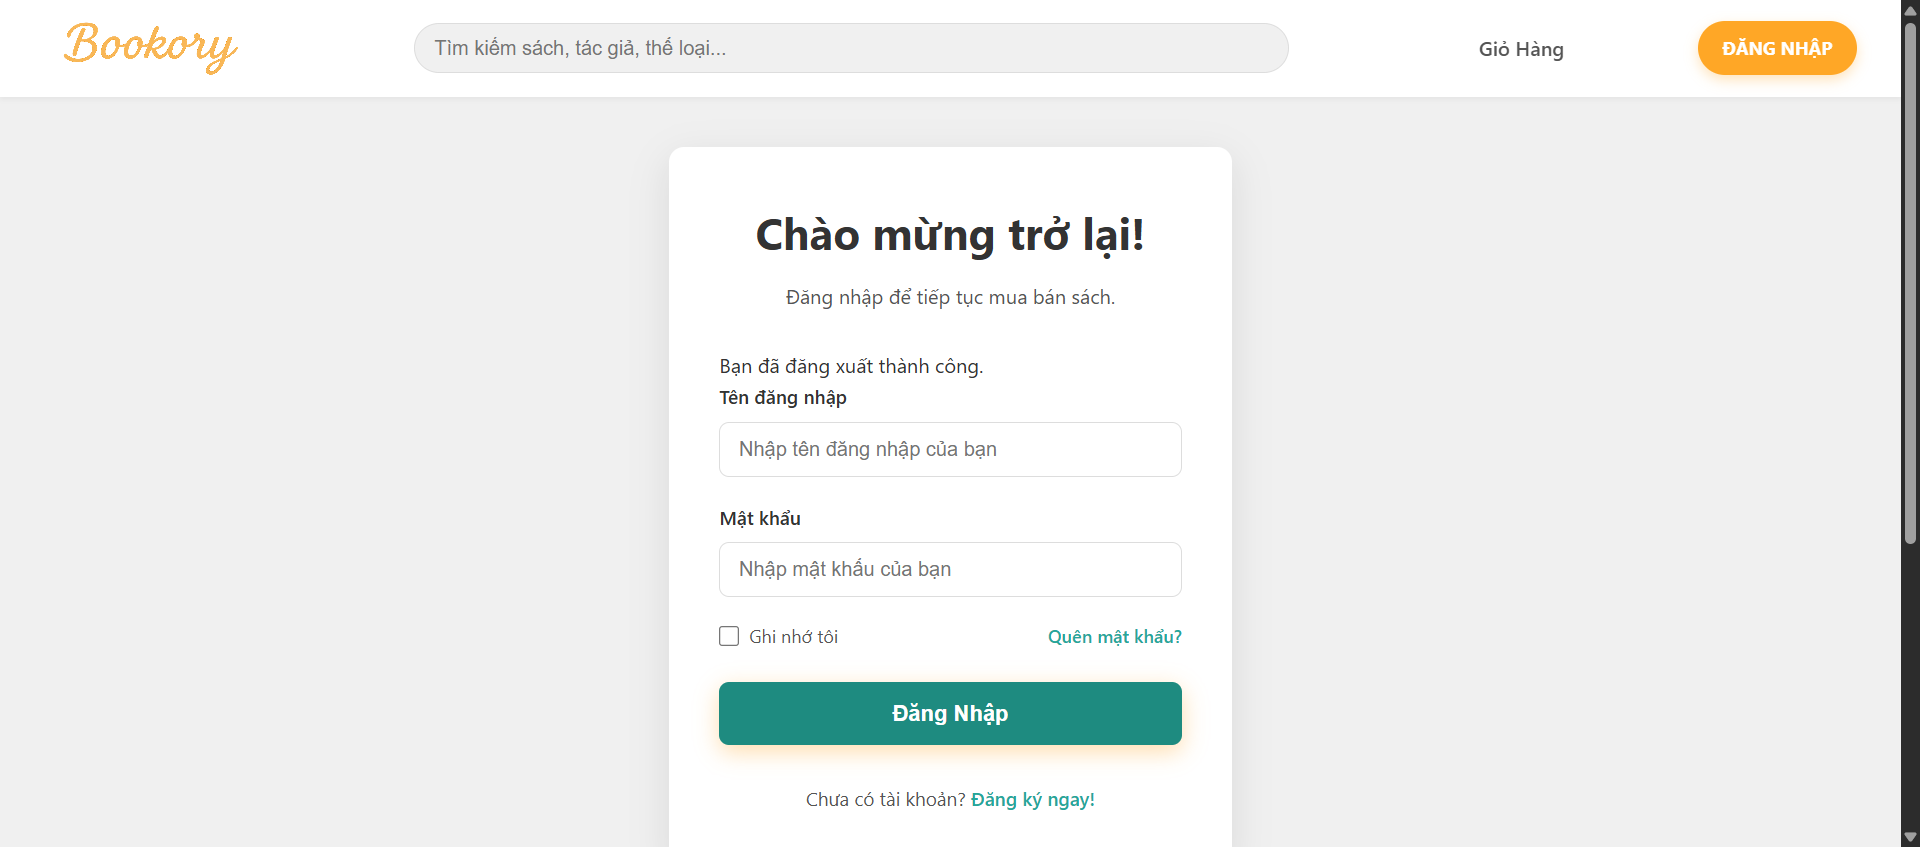 Bookory
Tìm kiếm sách, tác giả, thể loại...
Giỏ Hàng
ĐĂNG NHẬP
Chào mừng trở lại!
Đăng nhập để tiếp tục mua bán sách.
Bạn đã đăng xuất thành công.
Tên đăng nhập
Nhập tên đăng nhập của bạn
Mật khẩu
Nhập mật khẩu của bạn
Ghi nhớ tôi
Quên mật khẩu?
Đăng Nhập
Chưa có tài khoản? Đăng ký ngay!